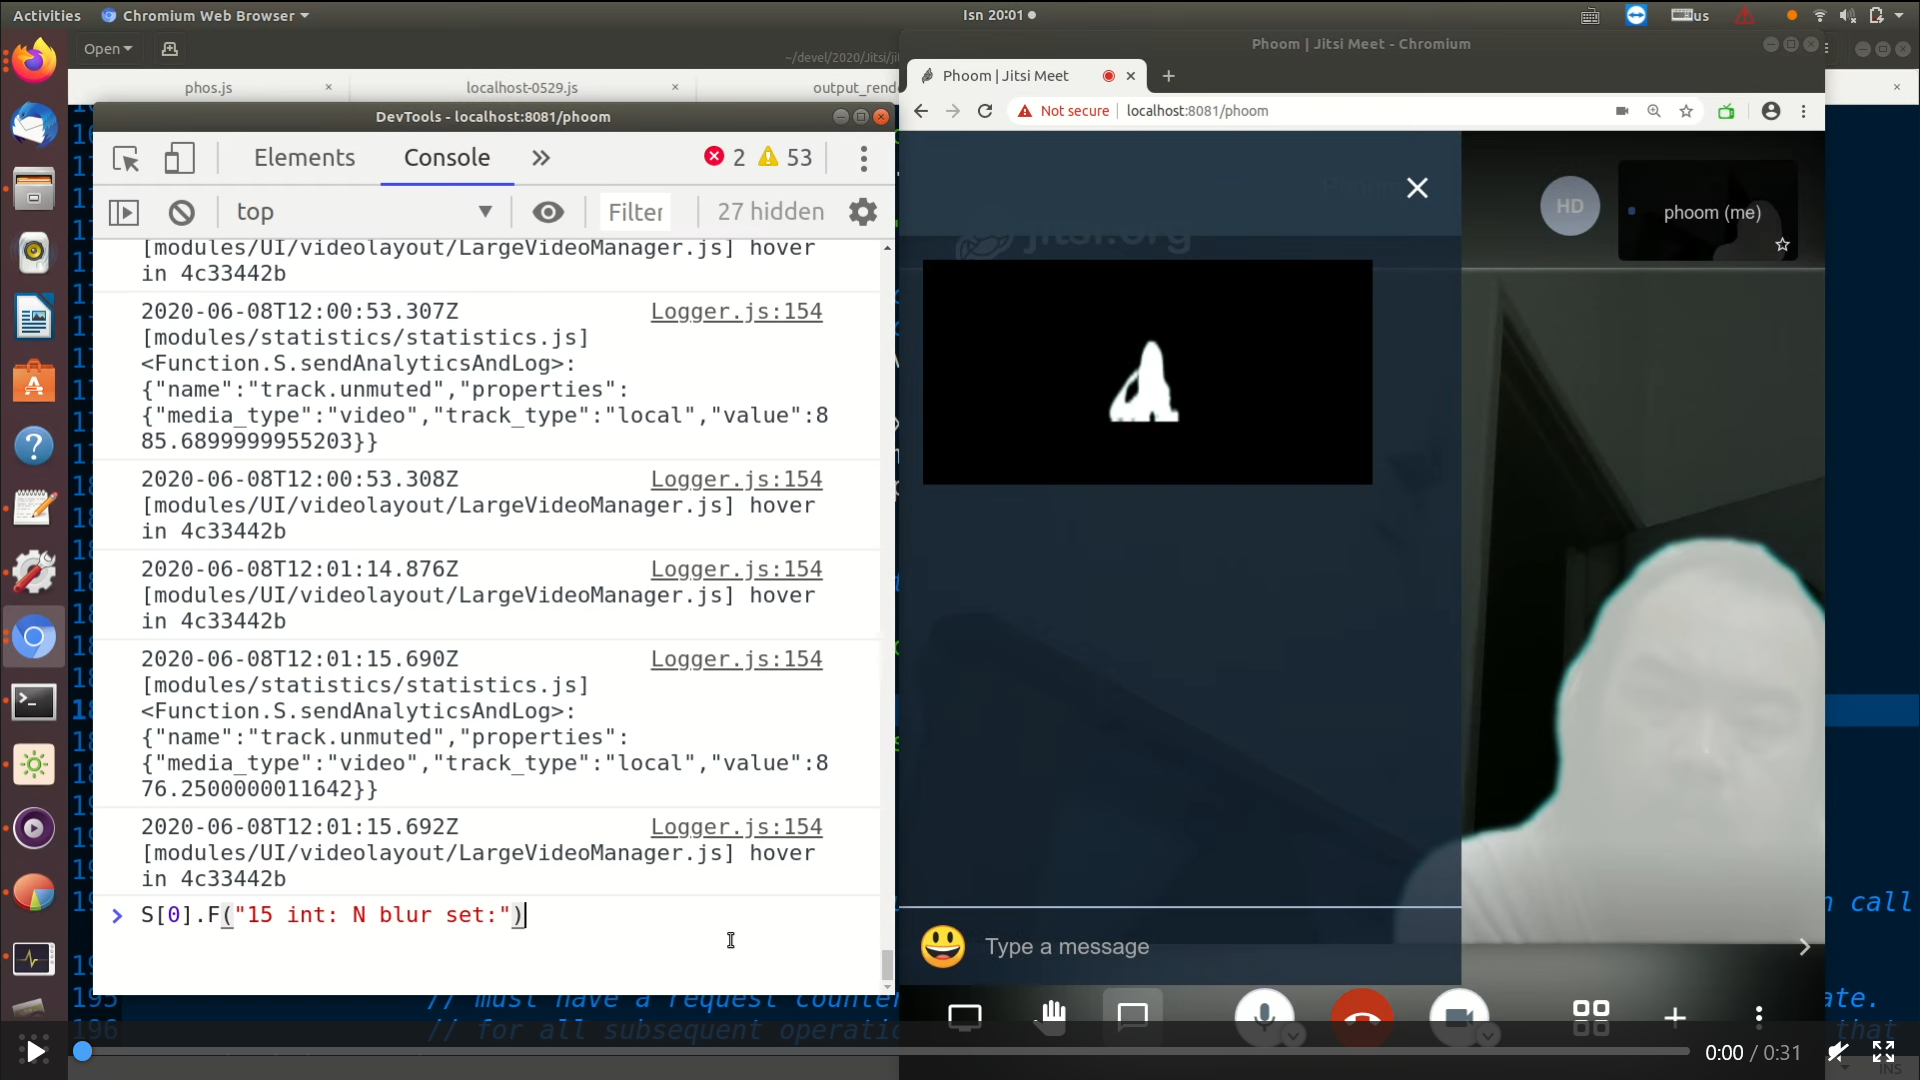 Activities
Chromium Web Browser
Isn 20:01
us
Open
~/devel/2020/Jitsi/
phos.js
localhost-0529.js
output_rend
DevTools - localhost:8081/phoom
Elements
Console
2
53
top
Filter
27 hidden
[modules/UI/videolayout/LargeVideoManager.js] hover
in 4c33442b
2020-06-08T12:00:53.307Z
Logger.js:154
[modules/statistics/statistics.js]
<Function.S.sendAnalyticsAndLog>:
{"name":"track.unmuted","properties":
{"media_type":"video","track_type":"local","value":8
85.6899999955203}}
2020-06-08T12:00:53.308Z
Logger.js:154
[modules/UI/videolayout/LargeVideoManager.js] hover
in 4c33442b
2020-06-08T12:01:14.876Z
Logger.js:154
[modules/UI/videolayout/LargeVideoManager.js] hover
in 4c33442b
2020-06-08T12:01:15.690Z
Logger.js:154
[modules/statistics/statistics.js]
<Function.S.sendAnalyticsAndLog>:
{"name":"track.unmuted","properties":
{"media_type":"video","track_type":"local","value":8
76.2500000011642}}
2020-06-08T12:01:15.692Z
Logger.js:154
[modules/UI/videolayout/LargeVideoManager.js] hover
in 4c33442b
> S[0].F("15 int: N blur set:")
195
// must have a request counte
196
// for all subsequent operatio
Phoom | Jitsi Meet - Chromium
Phoom | Jitsi Meet
Not secure
localhost:8081/phoom
jitsi.org
HD
phoom (me)
Type a message
call
ate.
that
0:00 / 0:31
INS